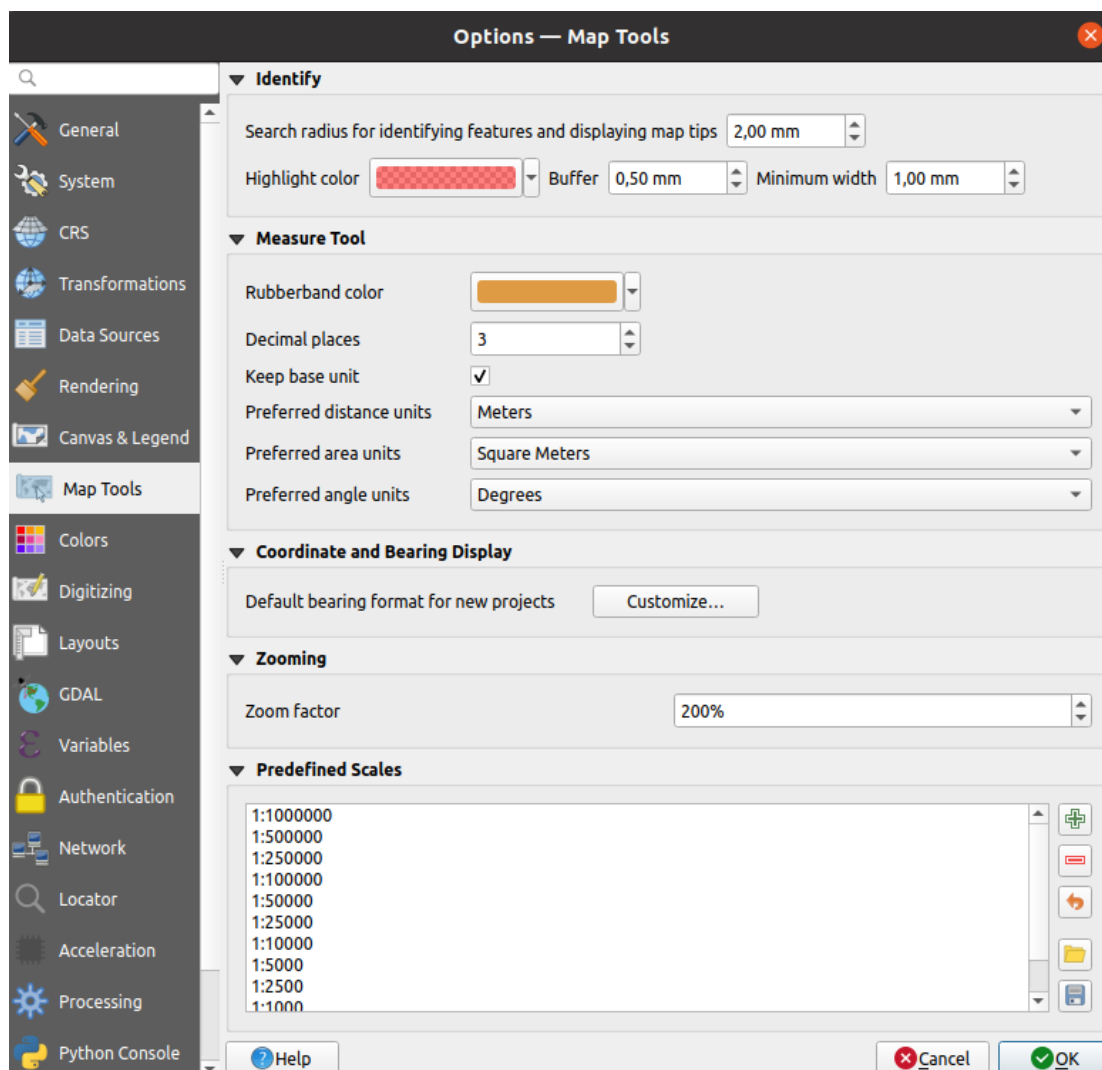 Options — Map Tools
General
System
CRS
Transformations
Data Sources
Rendering
Canvas & Legend
Map Tools
Colors
Digitizing
Layouts
GDAL
Variables
Authentication
Network
Locator
Acceleration
Processing
Python Console
Identify
Search radius for identifying features and displaying map tips 2,00 mm
Highlight color Buffer 0,50 mm Minimum width 1,00 mm
Measure Tool
Rubberband color
Decimal places 3
Keep base unit
Preferred distance units Meters
Preferred area units Square Meters
Preferred angle units Degrees
Coordinate and Bearing Display
Default bearing format for new projects Customize...
Zooming
Zoom factor 200%
Predefined Scales
1:1000000
1:500000
1:250000
1:100000
1:50000
1:25000
1:10000
1:5000
1:2500
1:1000
Help Cancel OK